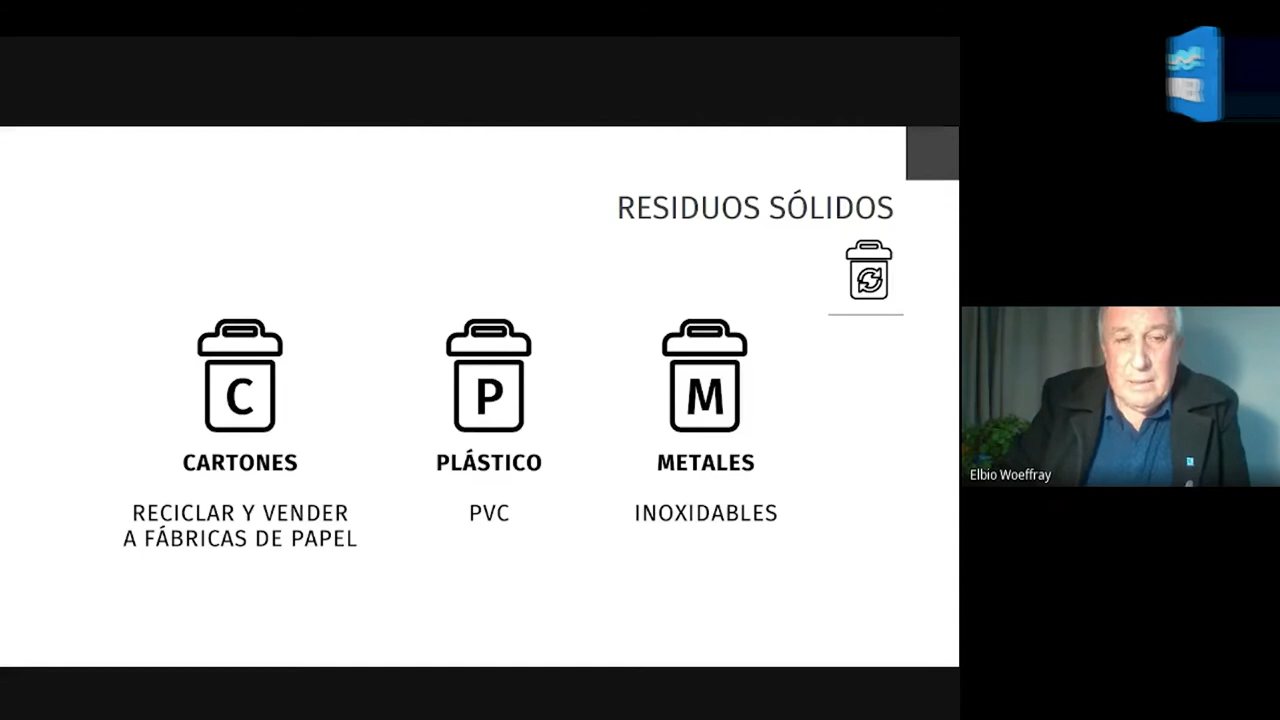 RESIDUOS SÓLIDOS
C
P
M
CARTONES
PLÁSTICO
METALES
RECICLAR Y VENDER
A FÁBRICAS DE PAPEL
PVC
INOXIDABLES
Elbio Woeffray